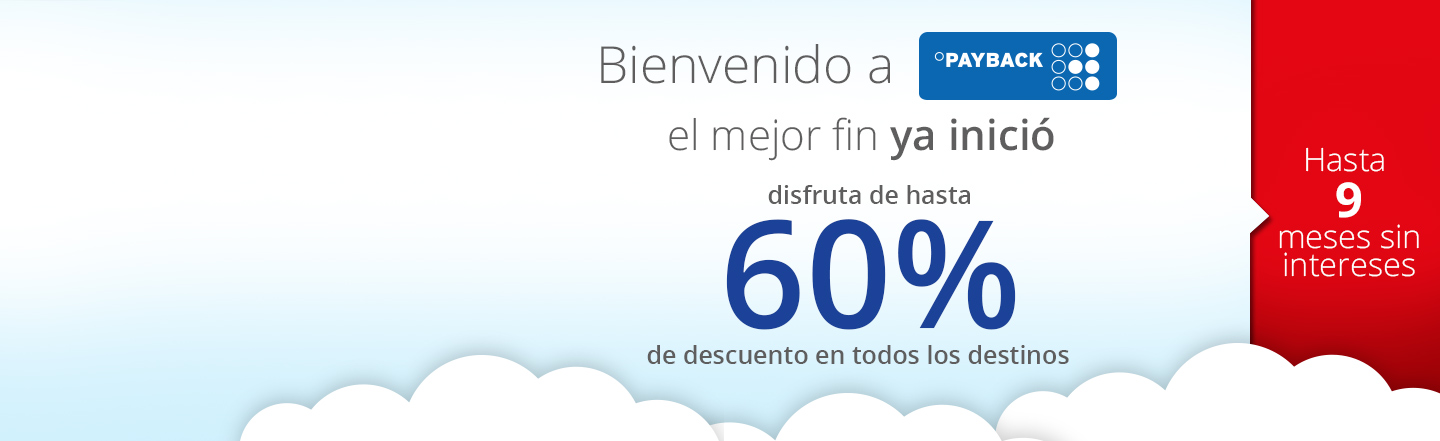 Bienvenido a
°PAYBACK
el mejor fin ya inició
disfruta de hasta
60%
de descuento en todos los destinos
Hasta
9
meses sin
intereses